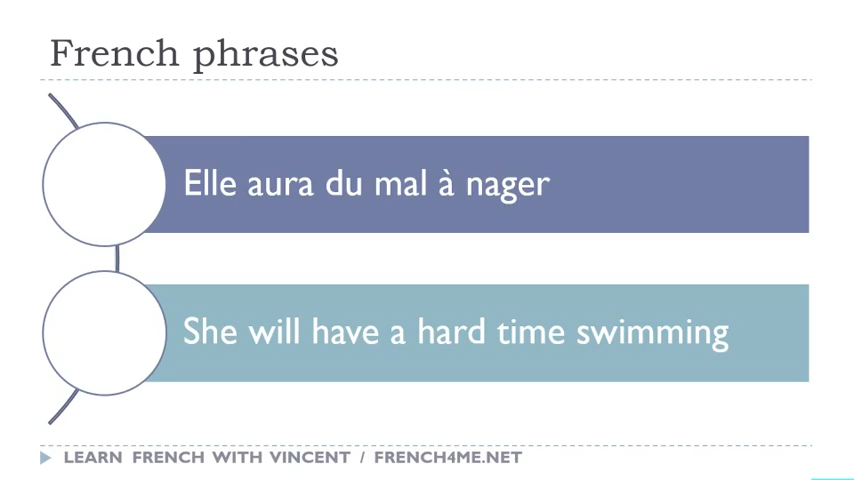 French phrases
Elle aura du mal à nager
She will have a hard time swimming
LEARN FRENCH WITH VINCENT / FRENCH4ME.NET